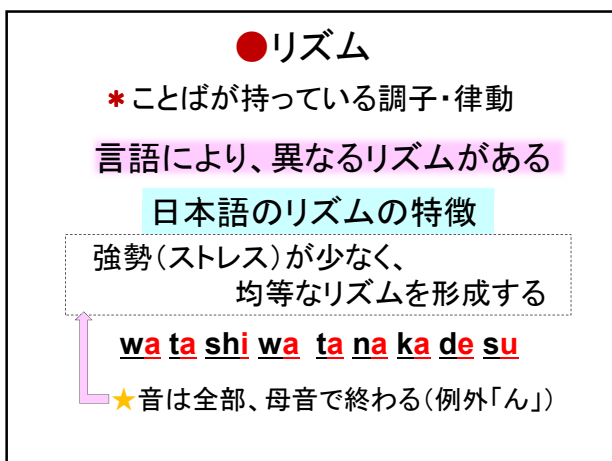 ●リズム
*ことばが持っている調子・律動
言語により、異なるリズムがある
日本語のリズムの特徴
強勢(ストレス)が少なく、
均等なリズムを形成する
wa ta shi wa ta na ka de su
★音は全部、母音で終わる(例外「ん」)